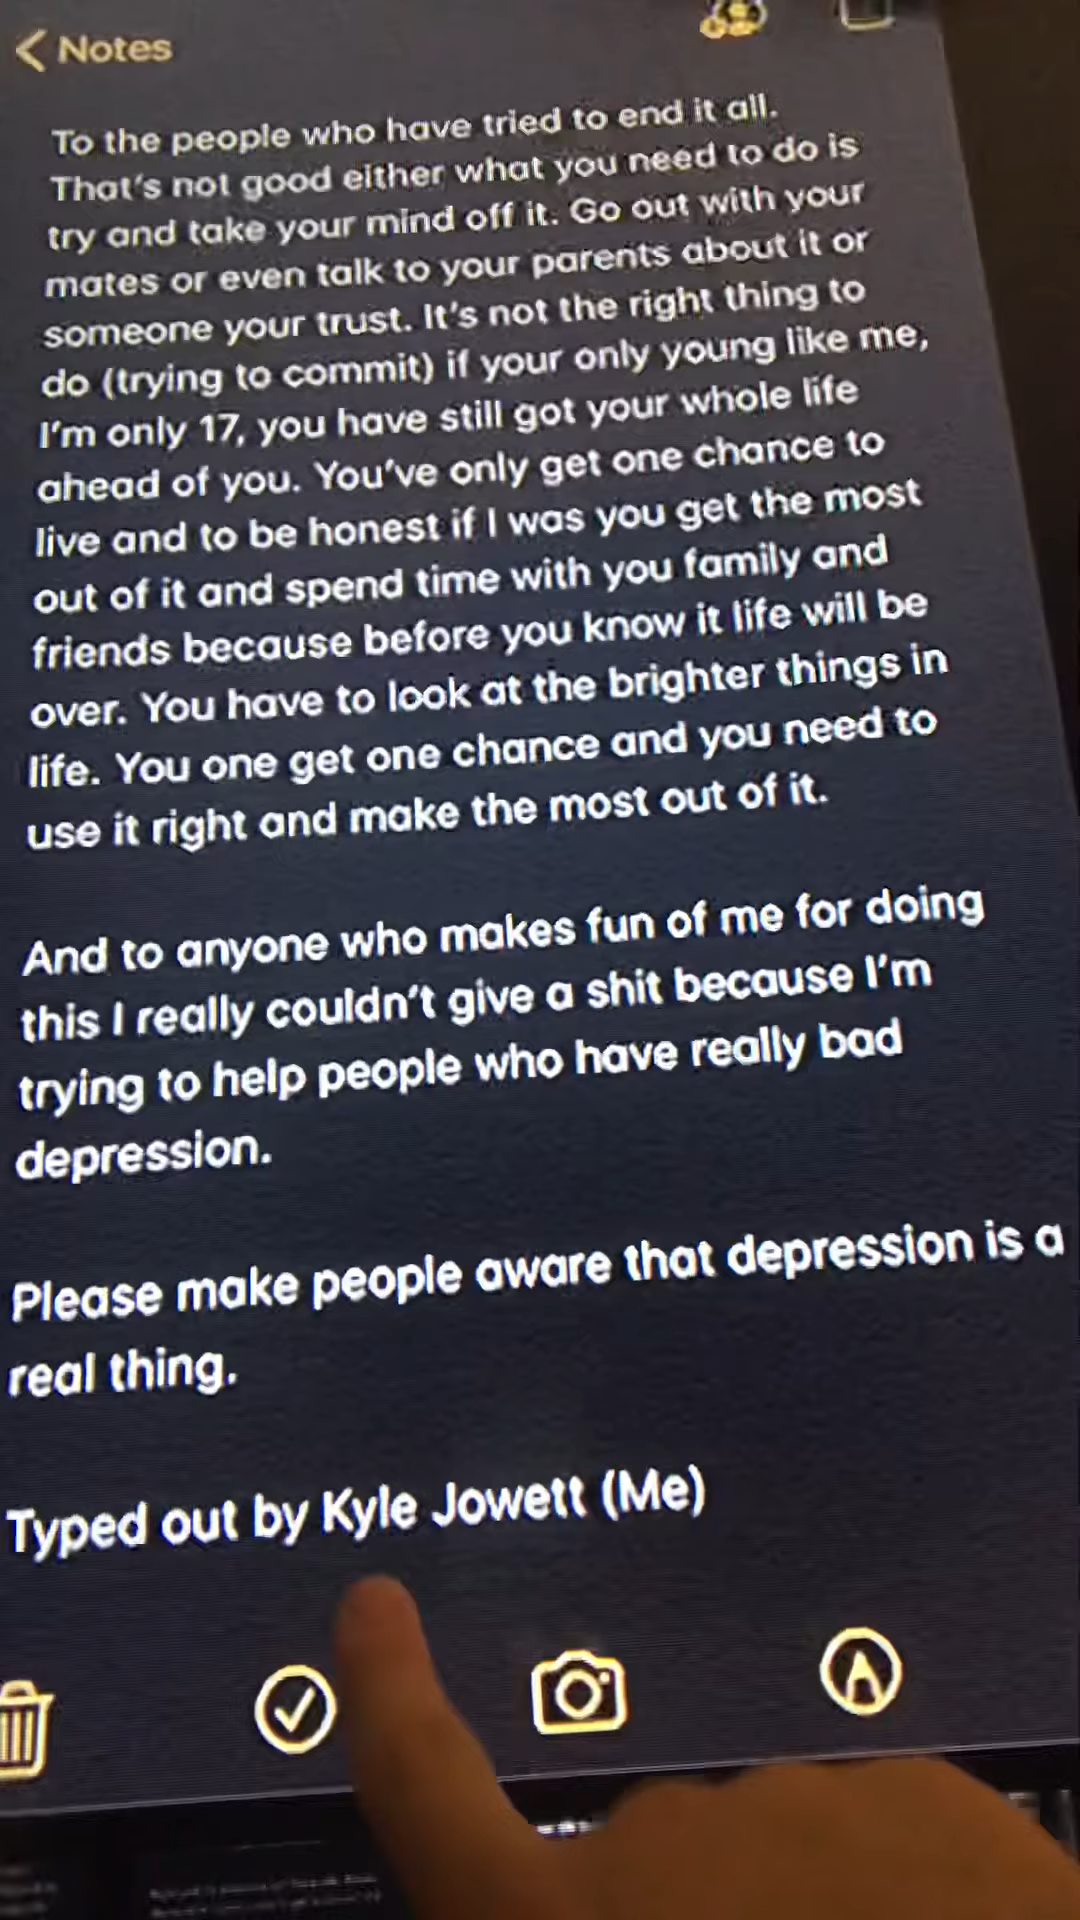 Notes
To the people who have tried to end it all.
That's not good either what you need to do is
try and take your mind off it. Go out with your
mates or even talk to your parents about it or
someone your trust. It's not the right thing to
do (trying to commit) if your only young like me,
I'm only 17, you have still got your whole life
ahead of you. You've only get one chance to
live and to be honest if I was you get the most
out of it and spend time with you family and
friends because before you know it life will be
over. You have to look at the brighter things in
life. You one get one chance and you need to
use it right and make the most out of it.
And to anyone who makes fun of me for doing
this I really couldn't give a shit because I'm
trying to help people who have really bad
depression.
Please make people aware that depression is a
real thing.
Typed out by Kyle Jowett (Me)